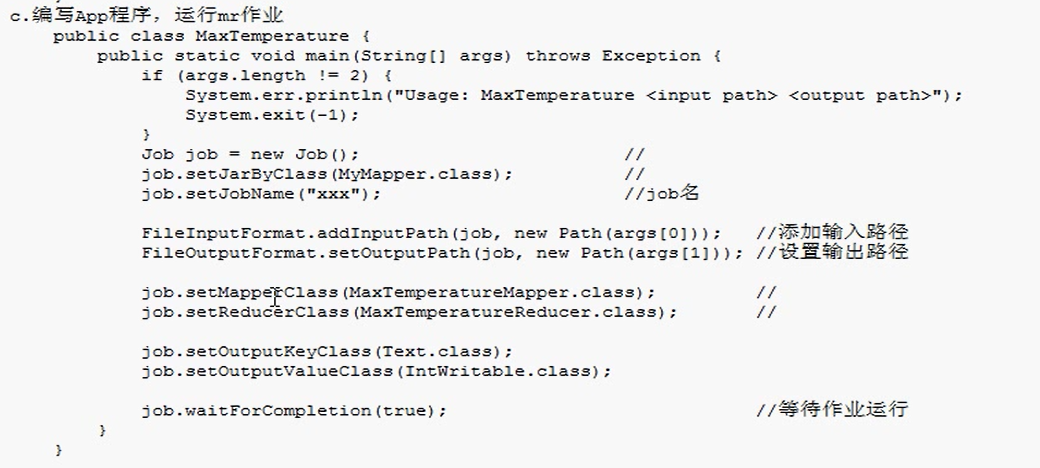 c.编写App程序，运行mr作业
public class MaxTemperature {
public static void main(String[] args) throws Exception {
if (args.length != 2) {
System.err.println("Usage: MaxTemperature <input path> <output path>");
System.exit(-1);
}
Job job = new Job(); //
job.setJarByClass(MyMapper.class); //
job.setJobName("xxx"); //job名
FileInputFormat.addInputPath(job, new Path(args[0])); //添加输入路径
FileOutputFormat.setOutputPath(job, new Path(args[1])); //设置输出路径
job.setMapperClass(MaxTemperatureMapper.class); //
job.setReducerClass(MaxTemperatureReducer.class); //
job.setOutputKeyClass(Text.class);
job.setOutputValueClass(IntWritable.class);
job.waitForCompletion(true); //等待作业运行
}
}